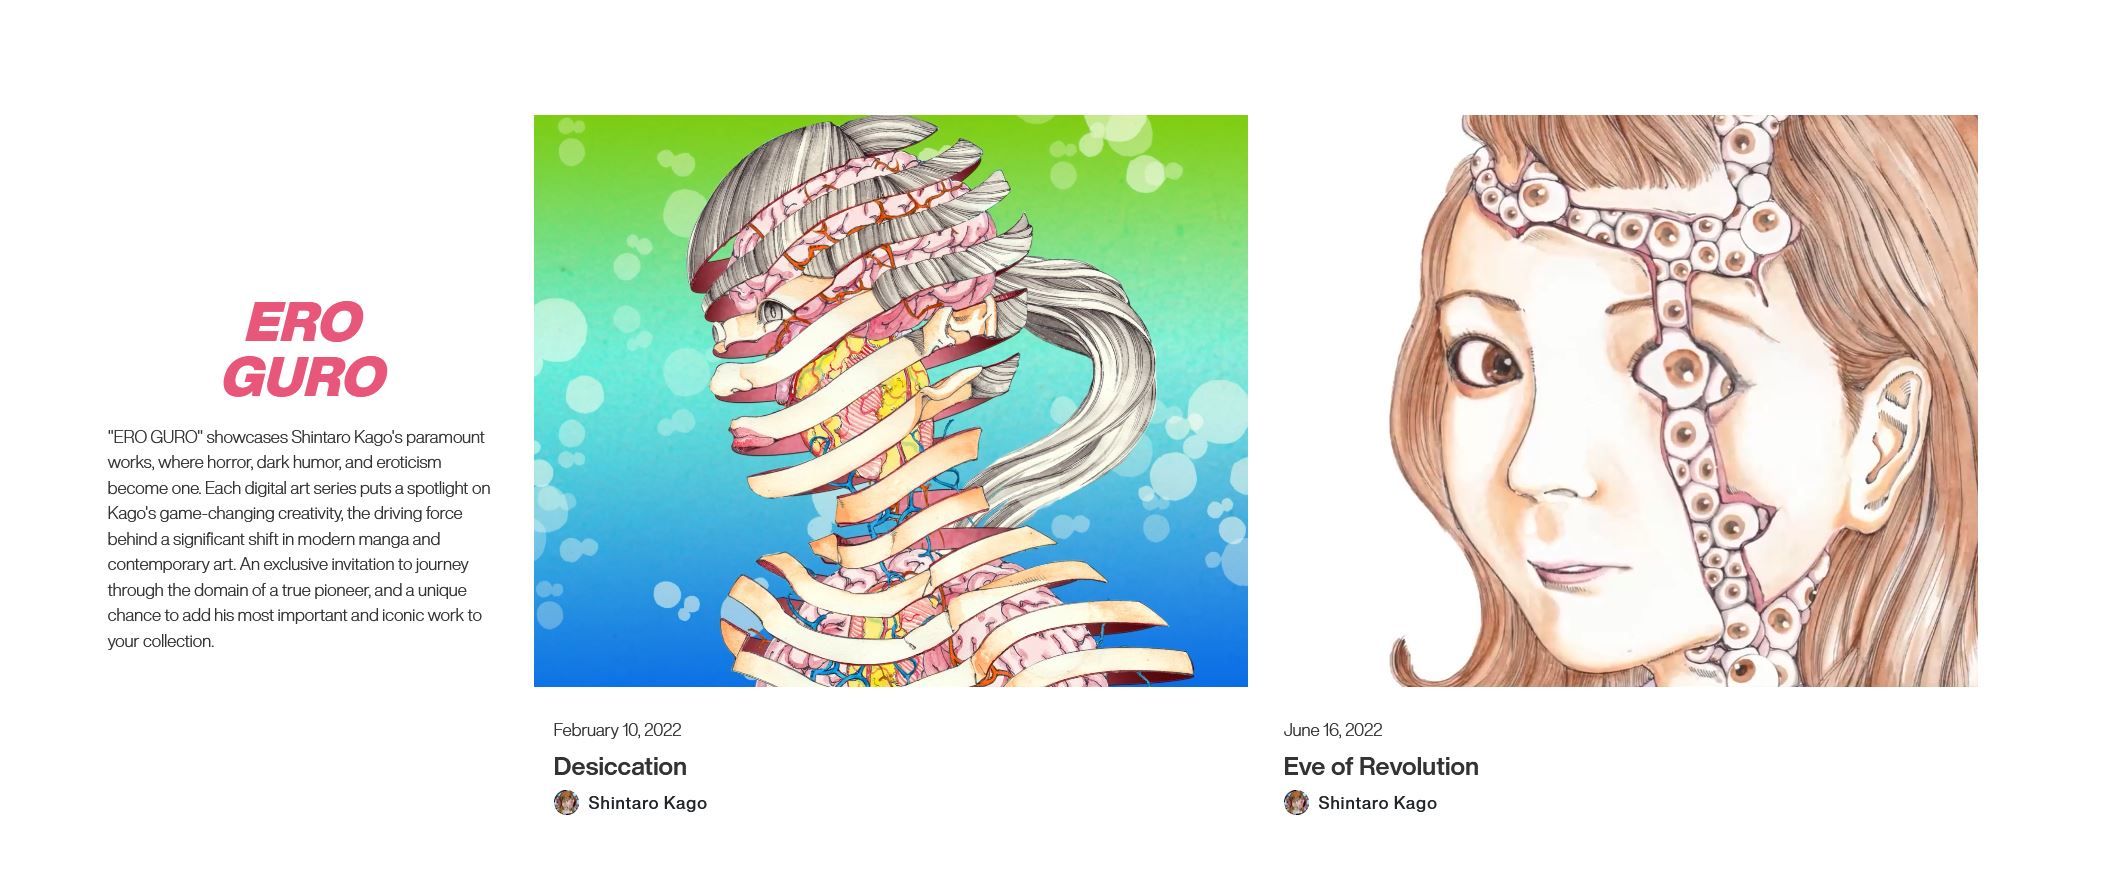 ERO
GURO
"ERO GURO" showcases Shintaro Kago's paramount
works, where horror, dark humor, and eroticism
become one. Each digital art series puts a spotlight on
Kago's game-changing creativity, the driving force
behind a significant shift in modern manga and
contemporary art. An exclusive invitation to journey
through the domain of a true pioneer, and a unique
chance to add his most important and iconic work to
your collection.
February 10, 2022
Desiccation
Shintaro Kago
June 16, 2022
Eve of Revolution
Shintaro Kago